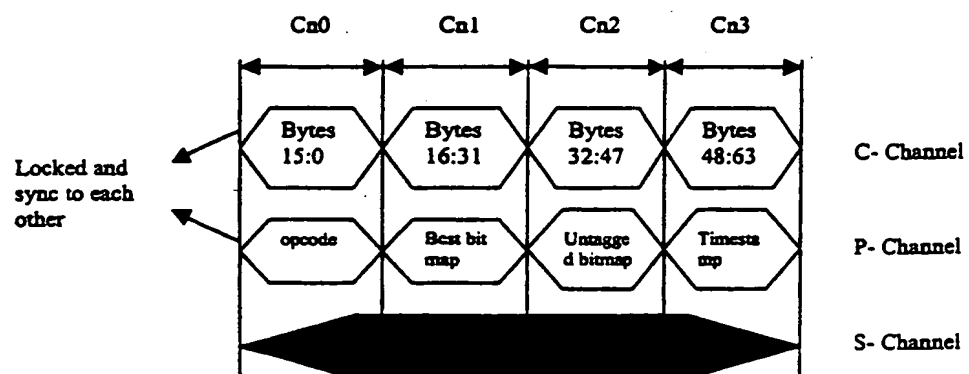 Cn0 Cn1 Cn2 Cn3
Bytes
15:0
Bytes
16:31
Bytes
32:47
Bytes
48:63
C- Channel
Locked and
sync to each
other
opcode
Best bit
map
Untagge
d bitmap
Timesta
mp
P- Channel
S- Channel